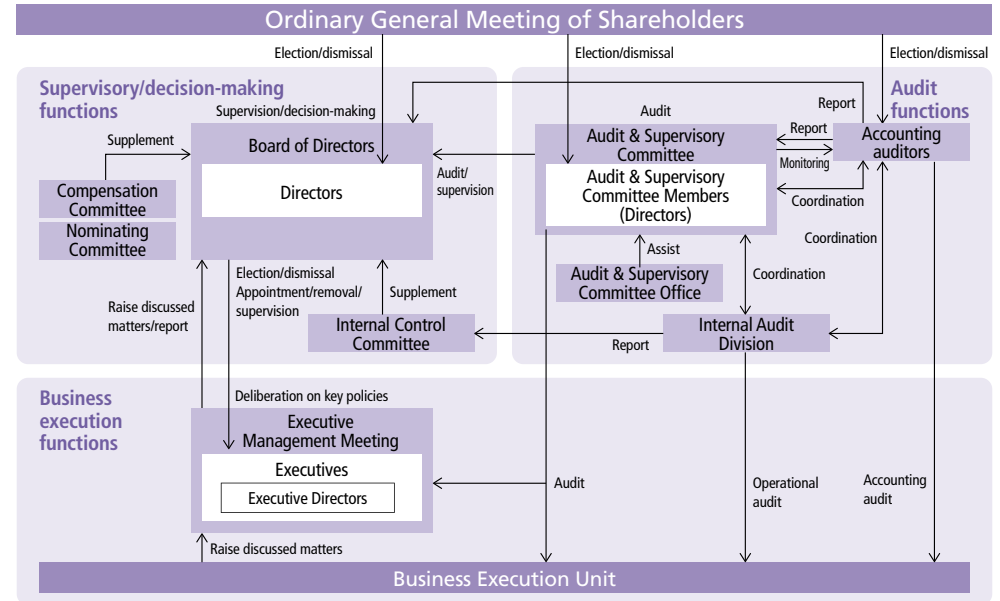 Ordinary General Meeting of Shareholders
Election/dismissal
Election/dismissal
Election/dismissal
Supervisory/decision-making
functions
Supervision/decision-making
Supplement
Board of Directors
Directors
Compensation
Committee
Nominating
Committee
Audit/
supervision
Audit
functions
Audit
Audit & Supervisory
Committee
Audit & Supervisory
Committee Members
(Directors)
Report
Report
Monitoring
Accounting
auditors
Coordination
Coordination
Assist
Audit & Supervisory
Committee Office
Coordination
Raise discussed
matters/report
Election/dismissal
Appointment/removal/
supervision
Supplement
Internal Control
Committee
Report
Internal Audit
Division
Business
execution
functions
Deliberation on key policies
Executive
Management Meeting
Executives
Executive Directors
Audit
Operational
audit
Accounting
audit
Raise discussed matters
Business Execution Unit